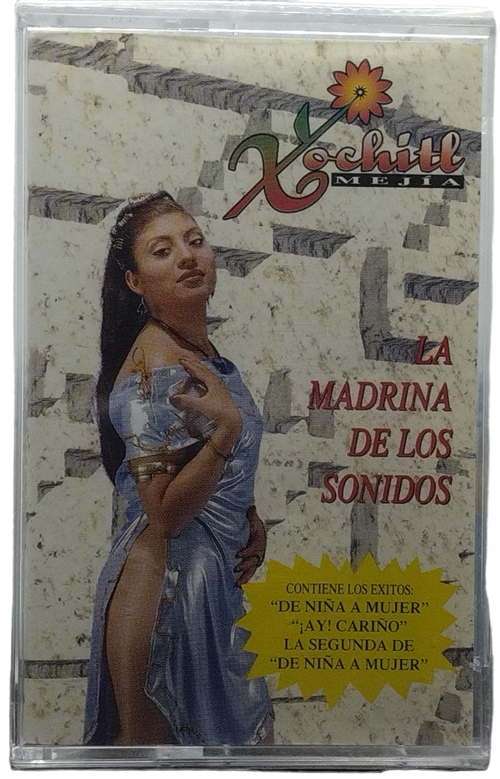 Xochitl
MEJÍA
LA
MADRINA
DE LOS
SONIDOS
CONTIENE LOS EXITOS:
"DE NIÑA A MUJER"
"¡AY! CARIÑO"
LA SEGUNDA DE
"DE NIÑA A MUJER"